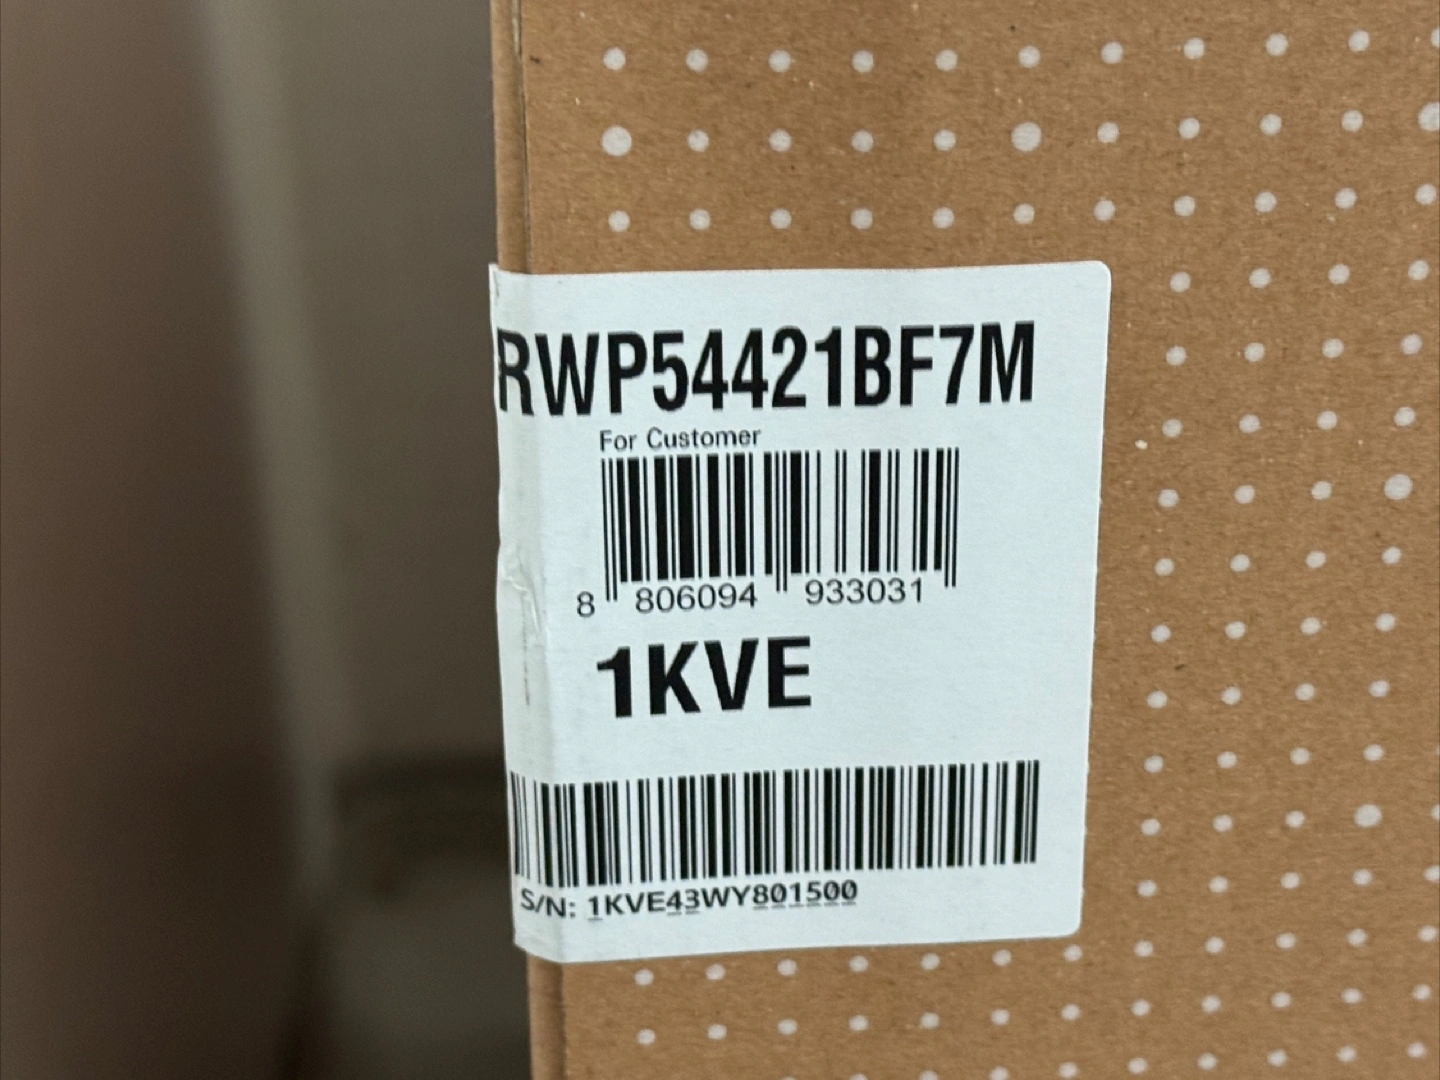 RWP54421BF7M
For Customer
8 806094 933031
1KVE
S/N: 1KVE43WY801500